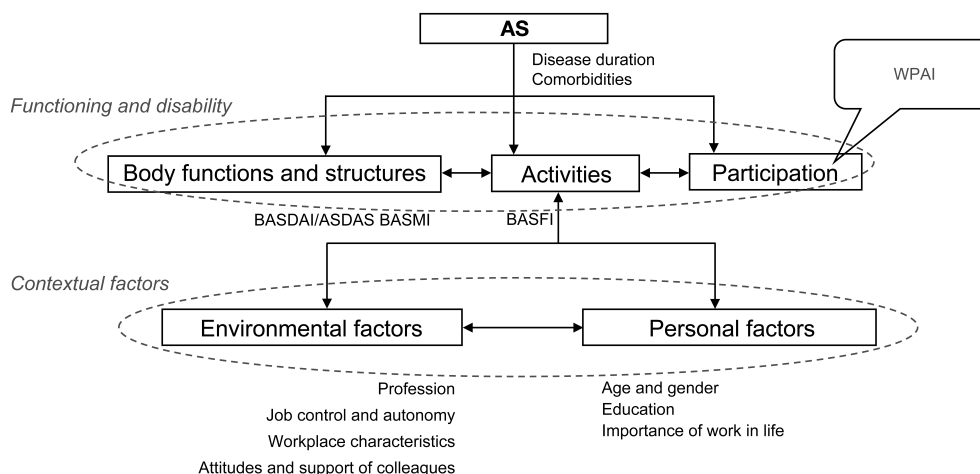 AS
Disease duration
Comorbidities
WPAI
Functioning and disability
Body functions and structures
Activities
Participation
BASDAI/ASDAS BASMI
BASFI
Contextual factors
Environmental factors
Personal factors
Profession
Job control and autonomy
Workplace characteristics
Attitudes and support of colleagues
Age and gender
Education
Importance of work in life